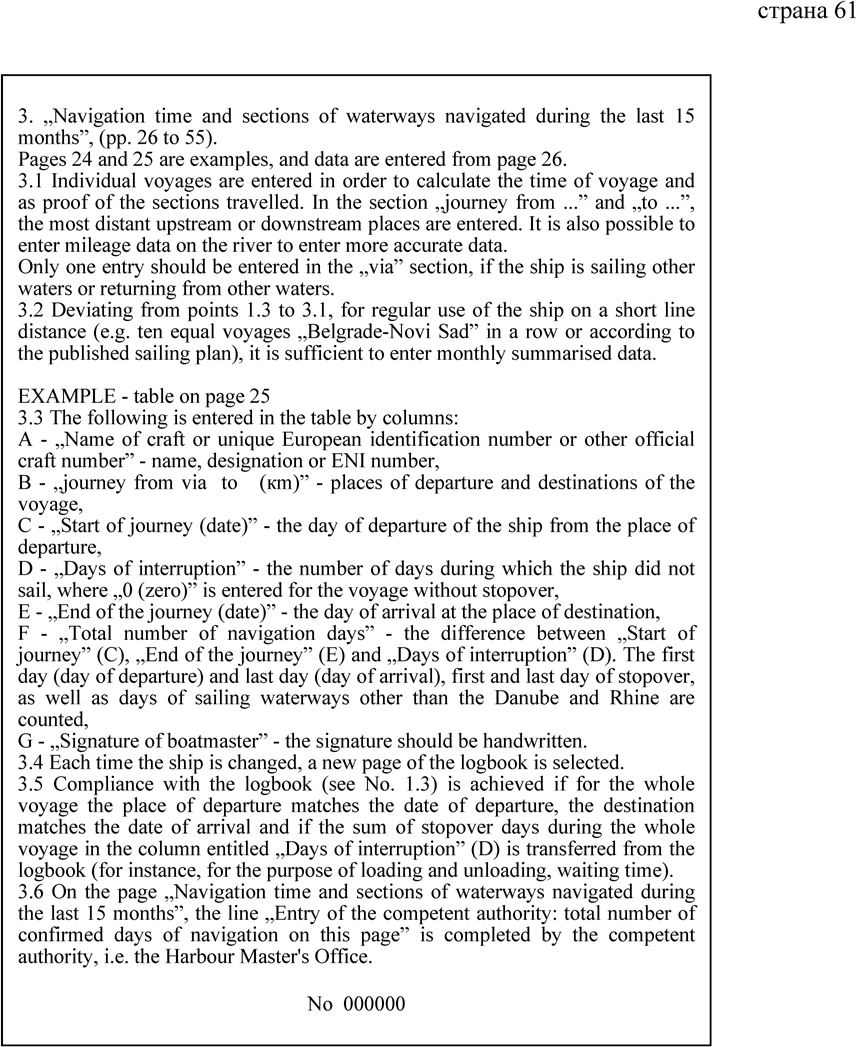 страна 61
3. „Navigation time and sections of waterways navigated during the last 15
months”, (pp. 26 to 55).
Pages 24 and 25 are examples, and data are entered from page 26.
3.1 Individual voyages are entered in order to calculate the time of voyage and
as proof of the sections travelled. In the section „journey from ...” and „to ...”,
the most distant upstream or downstream places are entered. It is also possible to
enter mileage data on the river to enter more accurate data.
Only one entry should be entered in the „via” section, if the ship is sailing other
waters or returning from other waters.
3.2 Deviating from points 1.3 to 3.1, for regular use of the ship on a short line
distance (e.g. ten equal voyages „Belgrade-Novi Sad” in a row or according to
the published sailing plan), it is sufficient to enter monthly summarised data.
EXAMPLE - table on page 25
3.3 The following is entered in the table by columns:
A - „Name of craft or unique European identification number or other official
craft number” - name, designation or ENI number,
B - „journey from via to (км)” - places of departure and destinations of the
voyage,
C - „Start of journey (date)” - the day of departure of the ship from the place of
departure,
D - „Days of interruption” - the number of days during which the ship did not
sail, where „0 (zero)” is entered for the voyage without stopover,
E - „End of the journey (date)” - the day of arrival at the place of destination,
F - „Total number of navigation days” - the difference between „Start of
journey” (C), „End of the journey” (E) and „Days of interruption” (D). The first
day (day of departure) and last day (day of arrival), first and last day of stopover,
as well as days of sailing waterways other than the Danube and Rhine are
counted,
G - „Signature of boatmaster” - the signature should be handwritten.
3.4 Each time the ship is changed, a new page of the logbook is selected.
3.5 Compliance with the logbook (see No. 1.3) is achieved if for the whole
voyage the place of departure matches the date of departure, the destination
matches the date of arrival and if the sum of stopover days during the whole
voyage in the column entitled „Days of interruption” (D) is transferred from the
logbook (for instance, for the purpose of loading and unloading, waiting time).
3.6 On the page „Navigation time and sections of waterways navigated during
the last 15 months”, the line „Entry of the competent authority: total number of
confirmed days of navigation on this page” is completed by the competent
authority, i.e. the Harbour Master's Office.
No 000000